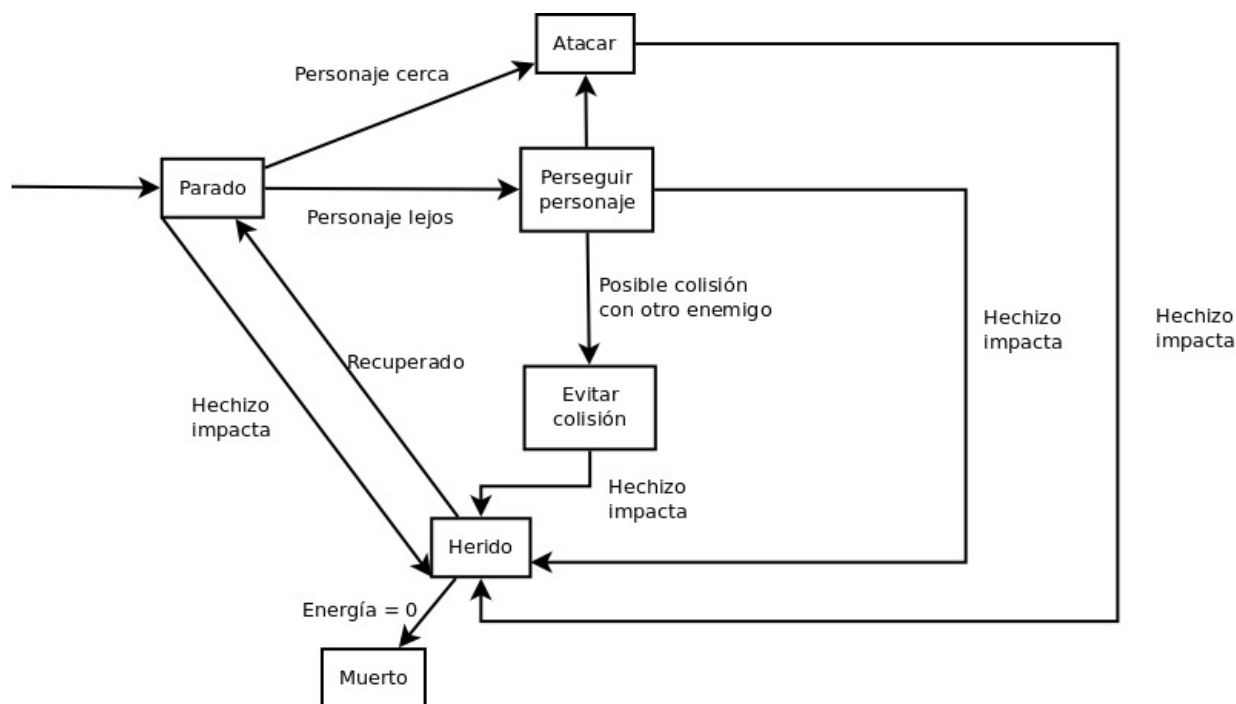 Atacar
Personaje cerca
Parado
Perseguir
personaje
Personaje lejos
Posible colisión
con otro enemigo
Hechizo
impacta
Hechizo
impacta
Recuperado
Evitar
colisión
Hechizo
impacta
Hechizo
impacta
Herido
Energía = 0
Muerto